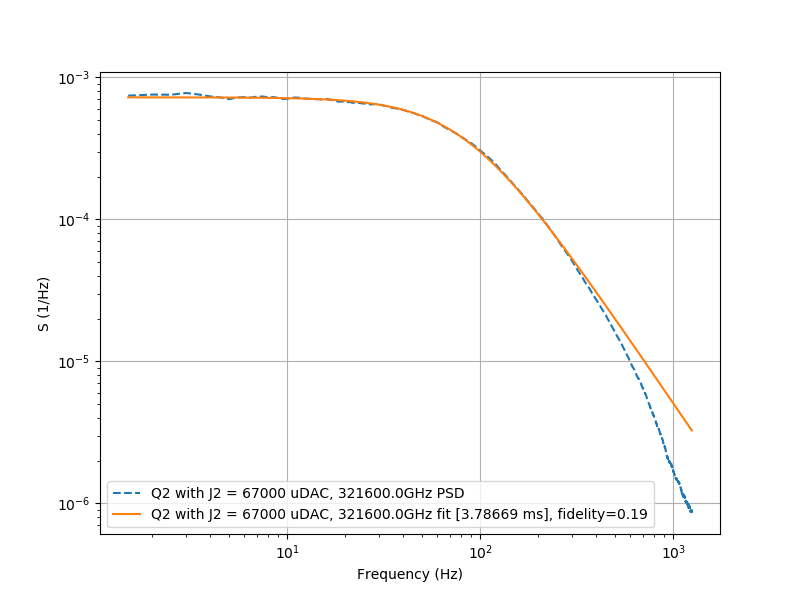 10⁻³
10⁻⁴
10⁻⁵
10⁻⁶
S (1/Hz)
Q2 with J2 = 67000 uDAC, 321600.0GHz PSD
Q2 with J2 = 67000 uDAC, 321600.0GHz fit [3.78669 ms], fidelity=0.19
10¹ 10² 10³
Frequency (Hz)